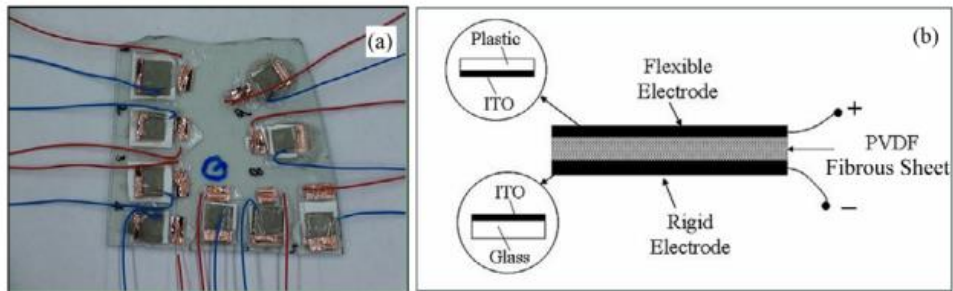 (a)
(b)
Plastic
ITO
Flexible
Electrode
+
PVDF
Fibrous Sheet
−
ITO
Glass
Rigid
Electrode